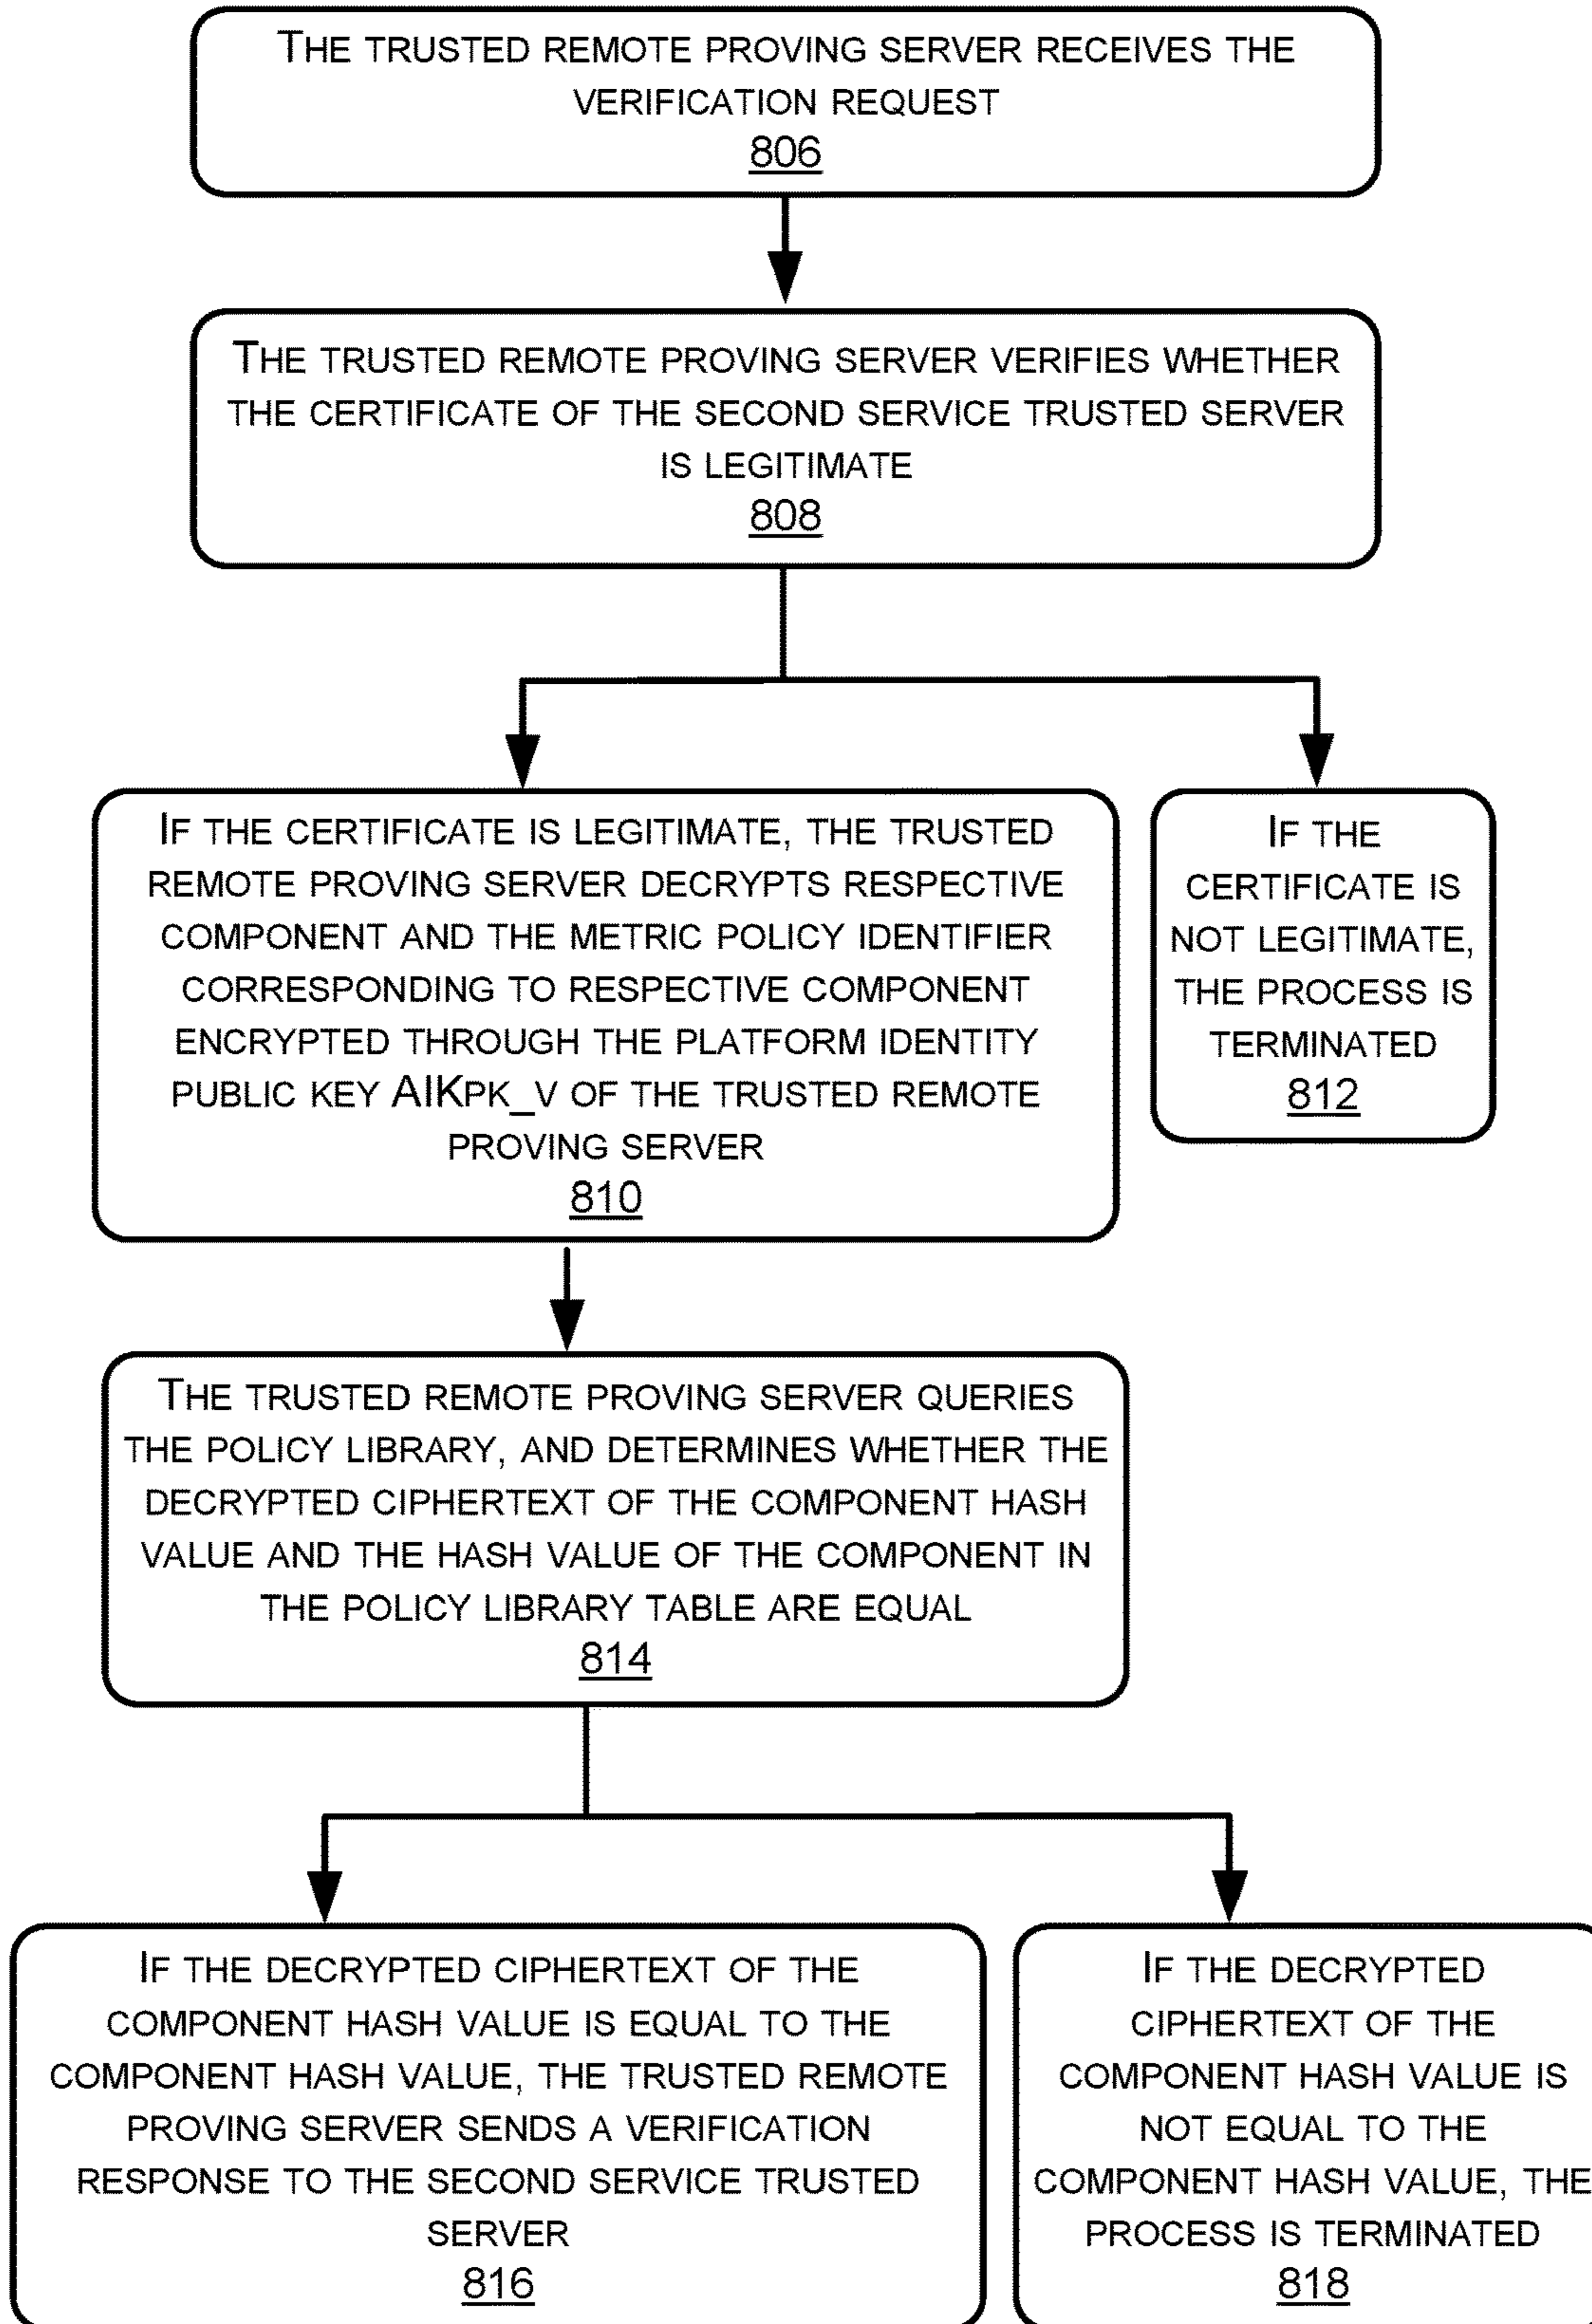 THE TRUSTED REMOTE PROVING SERVER RECEIVES THE
VERIFICATION REQUEST
806
THE TRUSTED REMOTE PROVING SERVER VERIFIES WHETHER
THE CERTIFICATE OF THE SECOND SERVICE TRUSTED SERVER
IS LEGITIMATE
808
IF THE CERTIFICATE IS LEGITIMATE, THE TRUSTED
REMOTE PROVING SERVER DECRYPTS RESPECTIVE
COMPONENT AND THE METRIC POLICY IDENTIFIER
CORRESPONDING TO RESPECTIVE COMPONENT
ENCRYPTED THROUGH THE PLATFORM IDENTITY
PUBLIC KEY AIKPK_V OF THE TRUSTED REMOTE
PROVING SERVER
810
IF THE
CERTIFICATE IS
NOT LEGITIMATE,
THE PROCESS IS
TERMINATED
812
THE TRUSTED REMOTE PROVING SERVER QUERIES
THE POLICY LIBRARY, AND DETERMINES WHETHER THE
DECRYPTED CIPHERTEXT OF THE COMPONENT HASH
VALUE AND THE HASH VALUE OF THE COMPONENT IN
THE POLICY LIBRARY TABLE ARE EQUAL
814
IF THE DECRYPTED CIPHERTEXT OF THE
COMPONENT HASH VALUE IS EQUAL TO THE
COMPONENT HASH VALUE, THE TRUSTED REMOTE
PROVING SERVER SENDS A VERIFICATION
RESPONSE TO THE SECOND SERVICE TRUSTED
SERVER
816
IF THE DECRYPTED
CIPHERTEXT OF THE
COMPONENT HASH VALUE IS
NOT EQUAL TO THE
COMPONENT HASH VALUE, THE
PROCESS IS TERMINATED
818